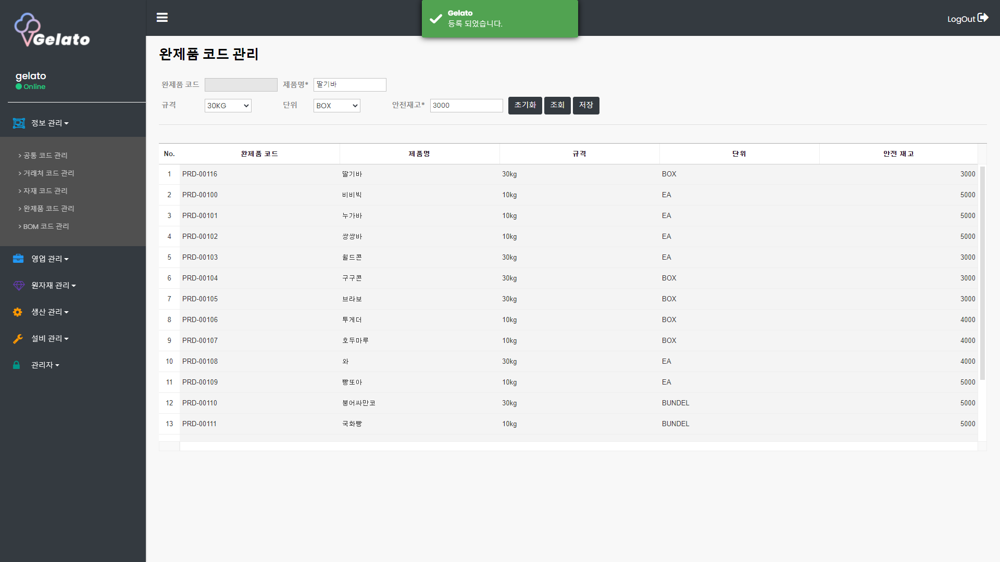 Gelato
gelato
Online
정보 관리
> 공통 코드 관리
> 거래처 코드 관리
> 자재 코드 관리
> 완제품 코드 관리
> BOM 코드 관리
영업 관리
원자재 관리
생산 관리
설비 관리
관리자
Gelato
등록 되었습니다.
LogOut
완제품 코드 관리
완제품 코드 제품명* 딸기바
규격 30KG 단위 BOX 안전재고* 3000 초기화 조회 저장
No. 완제품 코드 제품명 규격 단위 안전 재고
1 PRD-00116 딸기바 30kg BOX 3000
2 PRD-00100 비비빅 10kg EA 5000
3 PRD-00101 누가바 10kg EA 5000
4 PRD-00102 쌍쌍바 10kg EA 5000
5 PRD-00103 월드콘 30kg EA 3000
6 PRD-00104 구구콘 30kg BOX 3000
7 PRD-00105 브라보 30kg BOX 3000
8 PRD-00106 투게더 10kg BOX 4000
9 PRD-00107 호두마루 10kg BOX 4000
10 PRD-00108 와 30kg EA 4000
11 PRD-00109 빵또아 10kg EA 5000
12 PRD-00110 붕어싸만코 30kg BUNDEL 5000
13 PRD-00111 국화빵 10kg BUNDEL 5000